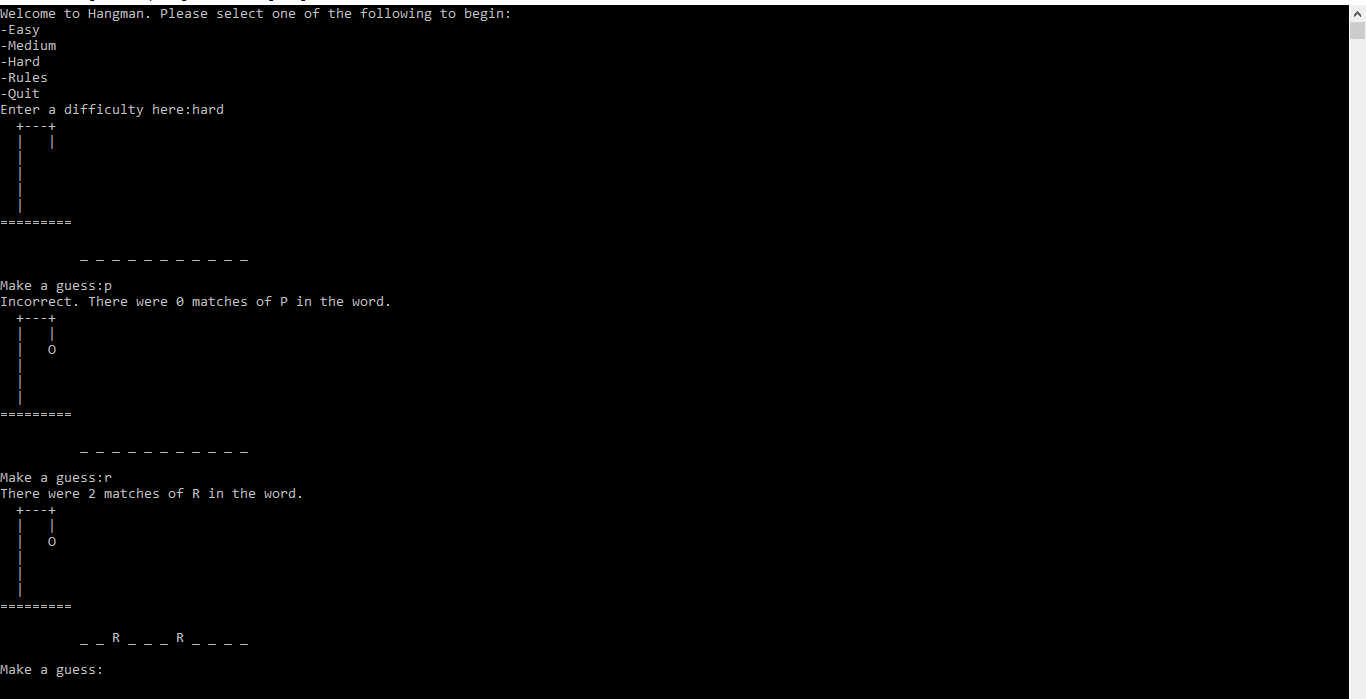 Welcome to Hangman. Please select one of the following to begin:
-Easy
-Medium
-Hard
-Rules
-Quit
Enter a difficulty here:hard
  +---+
  |   |
  |
  |
  |
  |
=========

          _ _ _ _ _ _ _ _ _ _ _

Make a guess:p
Incorrect. There were 0 matches of P in the word.
  +---+
  |   |
  |   O
  |
  |
  |
=========

          _ _ _ _ _ _ _ _ _ _ _

Make a guess:r
There were 2 matches of R in the word.
  +---+
  |   |
  |   O
  |
  |
  |
=========

          _ _ R _ _ _ R _ _ _ _

Make a guess: